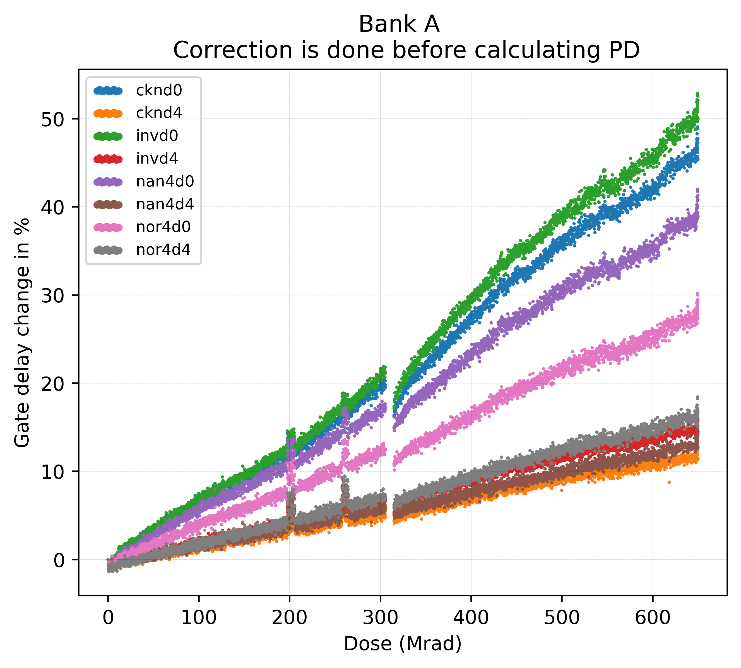 Bank A
Correction is done before calculating PD
cknd0
cknd4
invd0
invd4
nan4d0
nan4d4
nor4d0
nor4d4
Gate delay change in %
50
40
30
20
10
0
0 100 200 300 400 500 600
Dose (Mrad)